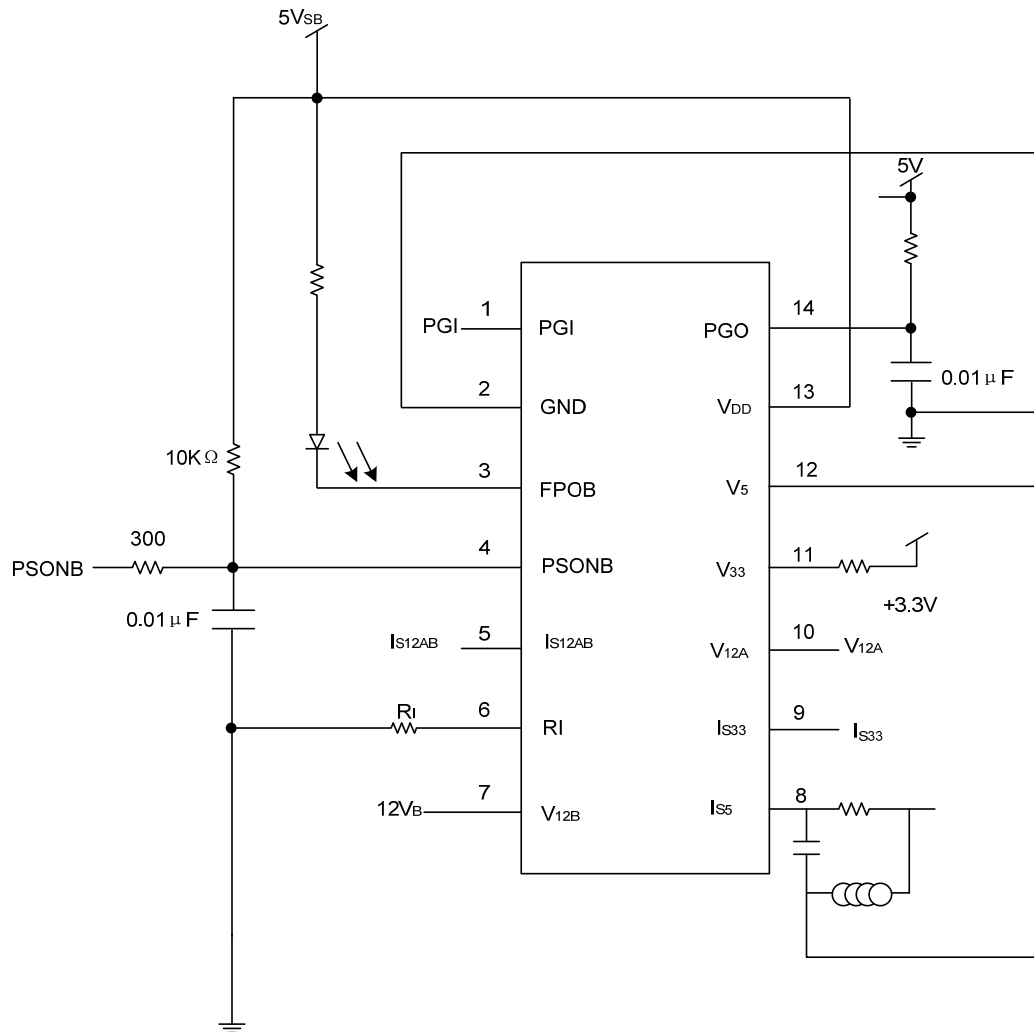 5VSB
5V
1
PGI
PGI
14
PGO
0.01μF
2
GND
13
VDD
10KΩ
3
FPOB
12
V5
300
PSONB
4
PSONB
11
V33
+3.3V
0.01μF
IS12AB
5
IS12AB
10
V12A
V12A
RI
6
RI
9
IS33
IS33
12VB
7
V12B
8
IS5